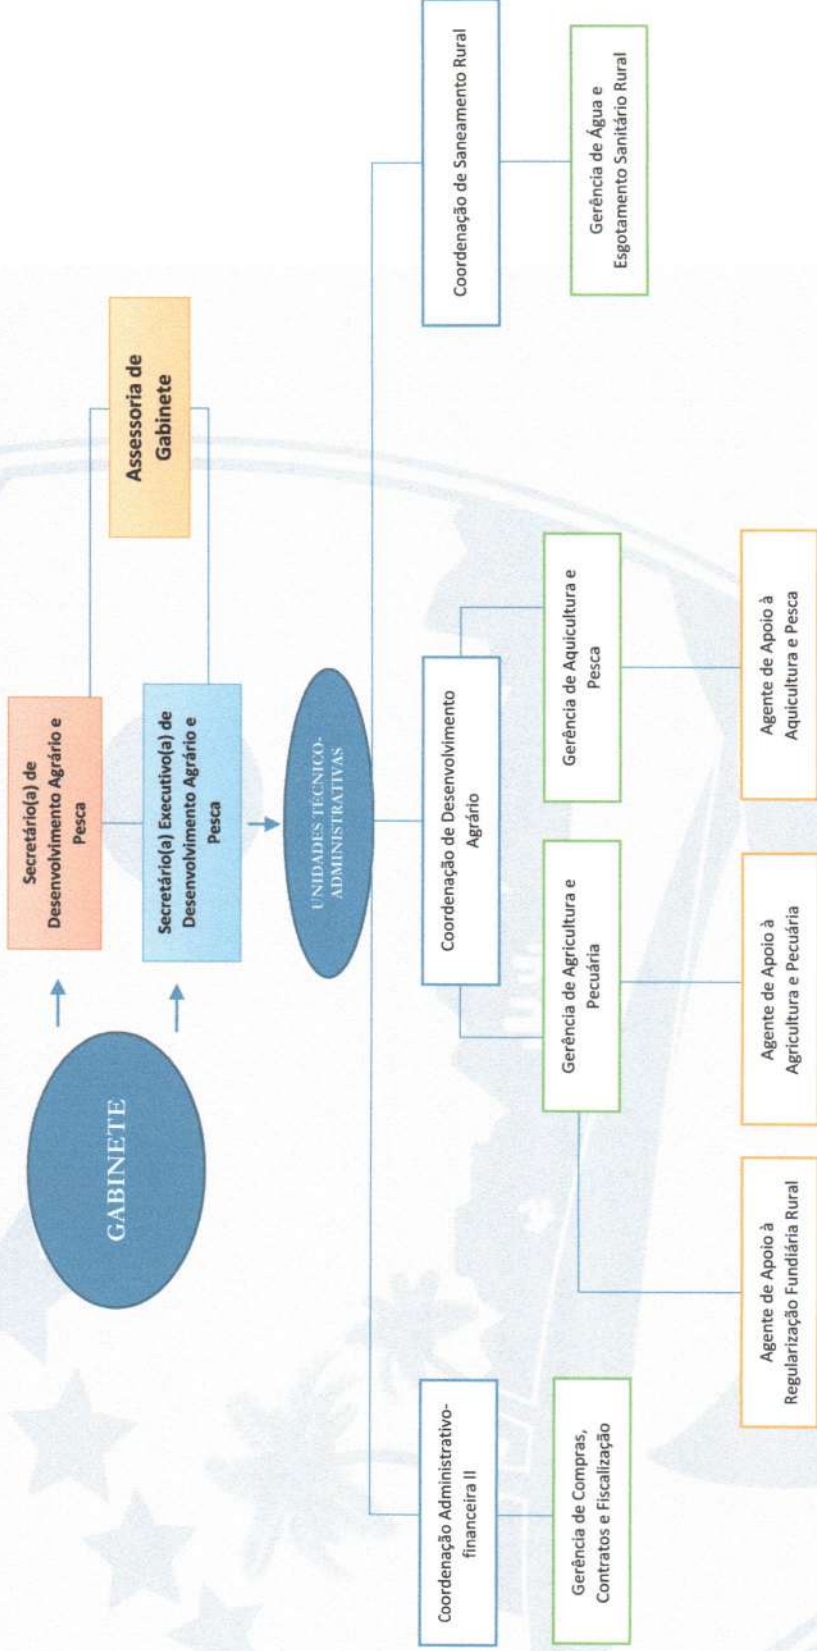 GABINETE
Secretário(a) de
Desenvolvimento Agrário e
Pesca
Secretário(a) Executivo(a) de
Desenvolvimento Agrário e
Pesca
Assessoria de
Gabinete
UNIDADES TÉCNICO-
ADMINISTRATIVAS
Coordenação Administrativo-
financeira II
Coordenação de Desenvolvimento
Agrário
Coordenação de Saneamento Rural
Gerência de Compras,
Contratos e Fiscalização
Gerência de Agricultura e
Pecuária
Gerência de Aquicultura e
Pesca
Gerência de Água e
Esgotamento Sanitário Rural
Agente de Apoio à
Regularização Fundiária Rural
Agente de Apoio à
Agricultura e Pecuária
Agente de Apoio à
Aquicultura e Pesca